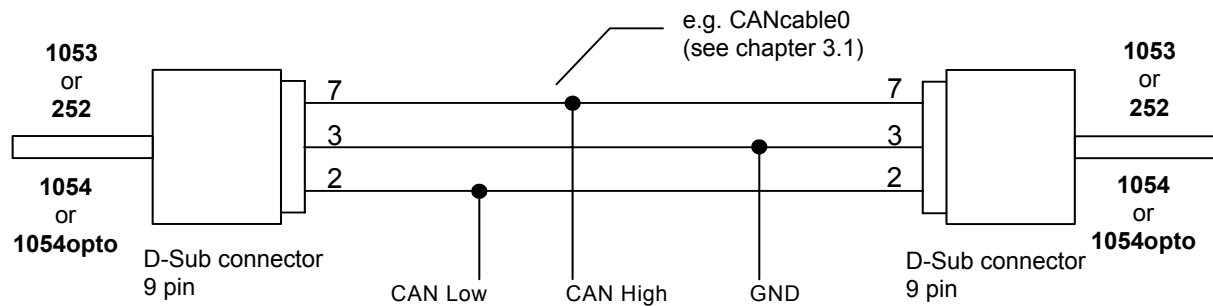 e.g. CANcable0
(see chapter 3.1)
1053
or
252
1054
or
1054opto
D-Sub connector
9 pin
7
3
2
CAN Low
CAN High
GND
7
3
2
1053
or
252
1054
or
1054opto
D-Sub connector
9 pin